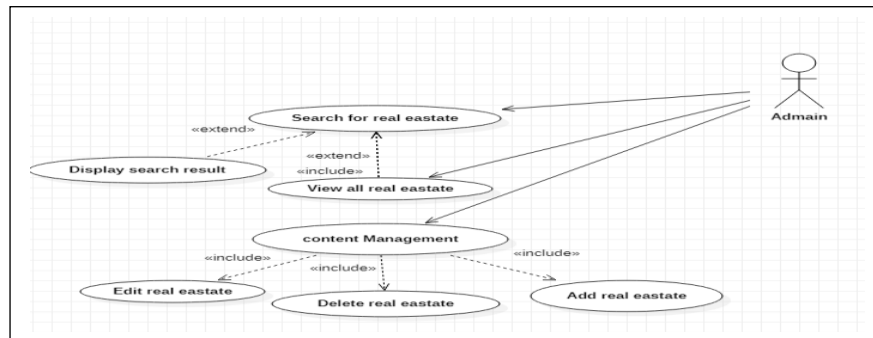 Admain
Search for real eastate
«extend»
«extend»
Display search result
«include»
View all real eastate
content Management
«include»
«include»
«include»
Edit real eastate
Delete real eastate
Add real eastate